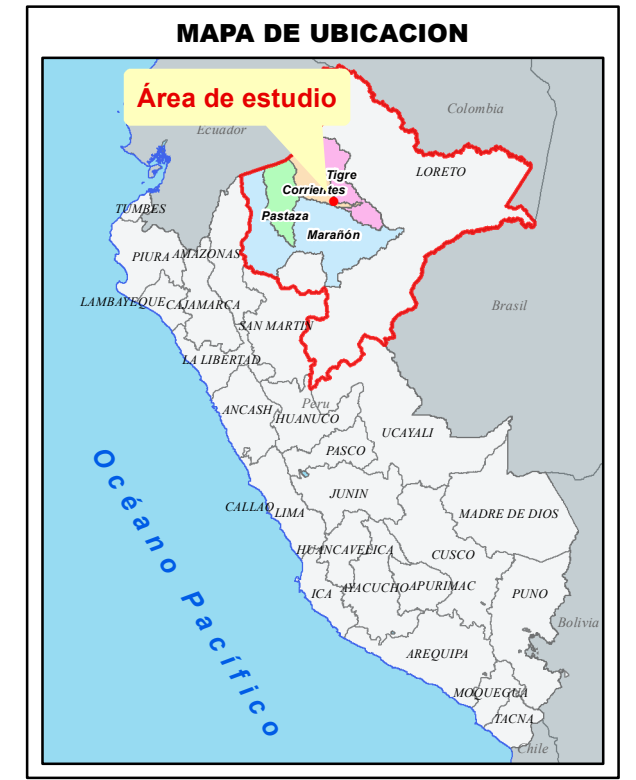 MAPA DE UBICACION
Área de estudio
Colombia
Ecuador
LORETO
Tigre
Corrientes
Pastaza
Marañón
TUMBES
PIURA
AMAZONAS
LAMBAYEQUE
CAJAMARCA
SAN MARTIN
Brasil
LA LIBERTAD
Peru
ANCASH
HUANUCO
UCAYALI
PASCO
Océano Pacífico
JUNIN
CALLAO
LIMA
MADRE DE DIOS
HUANCAVELICA
CUSCO
ICA
AYACUCHO
APURIMAC
PUNO
Bolivia
AREQUIPA
MOQUEGUA
TACNA
Chile